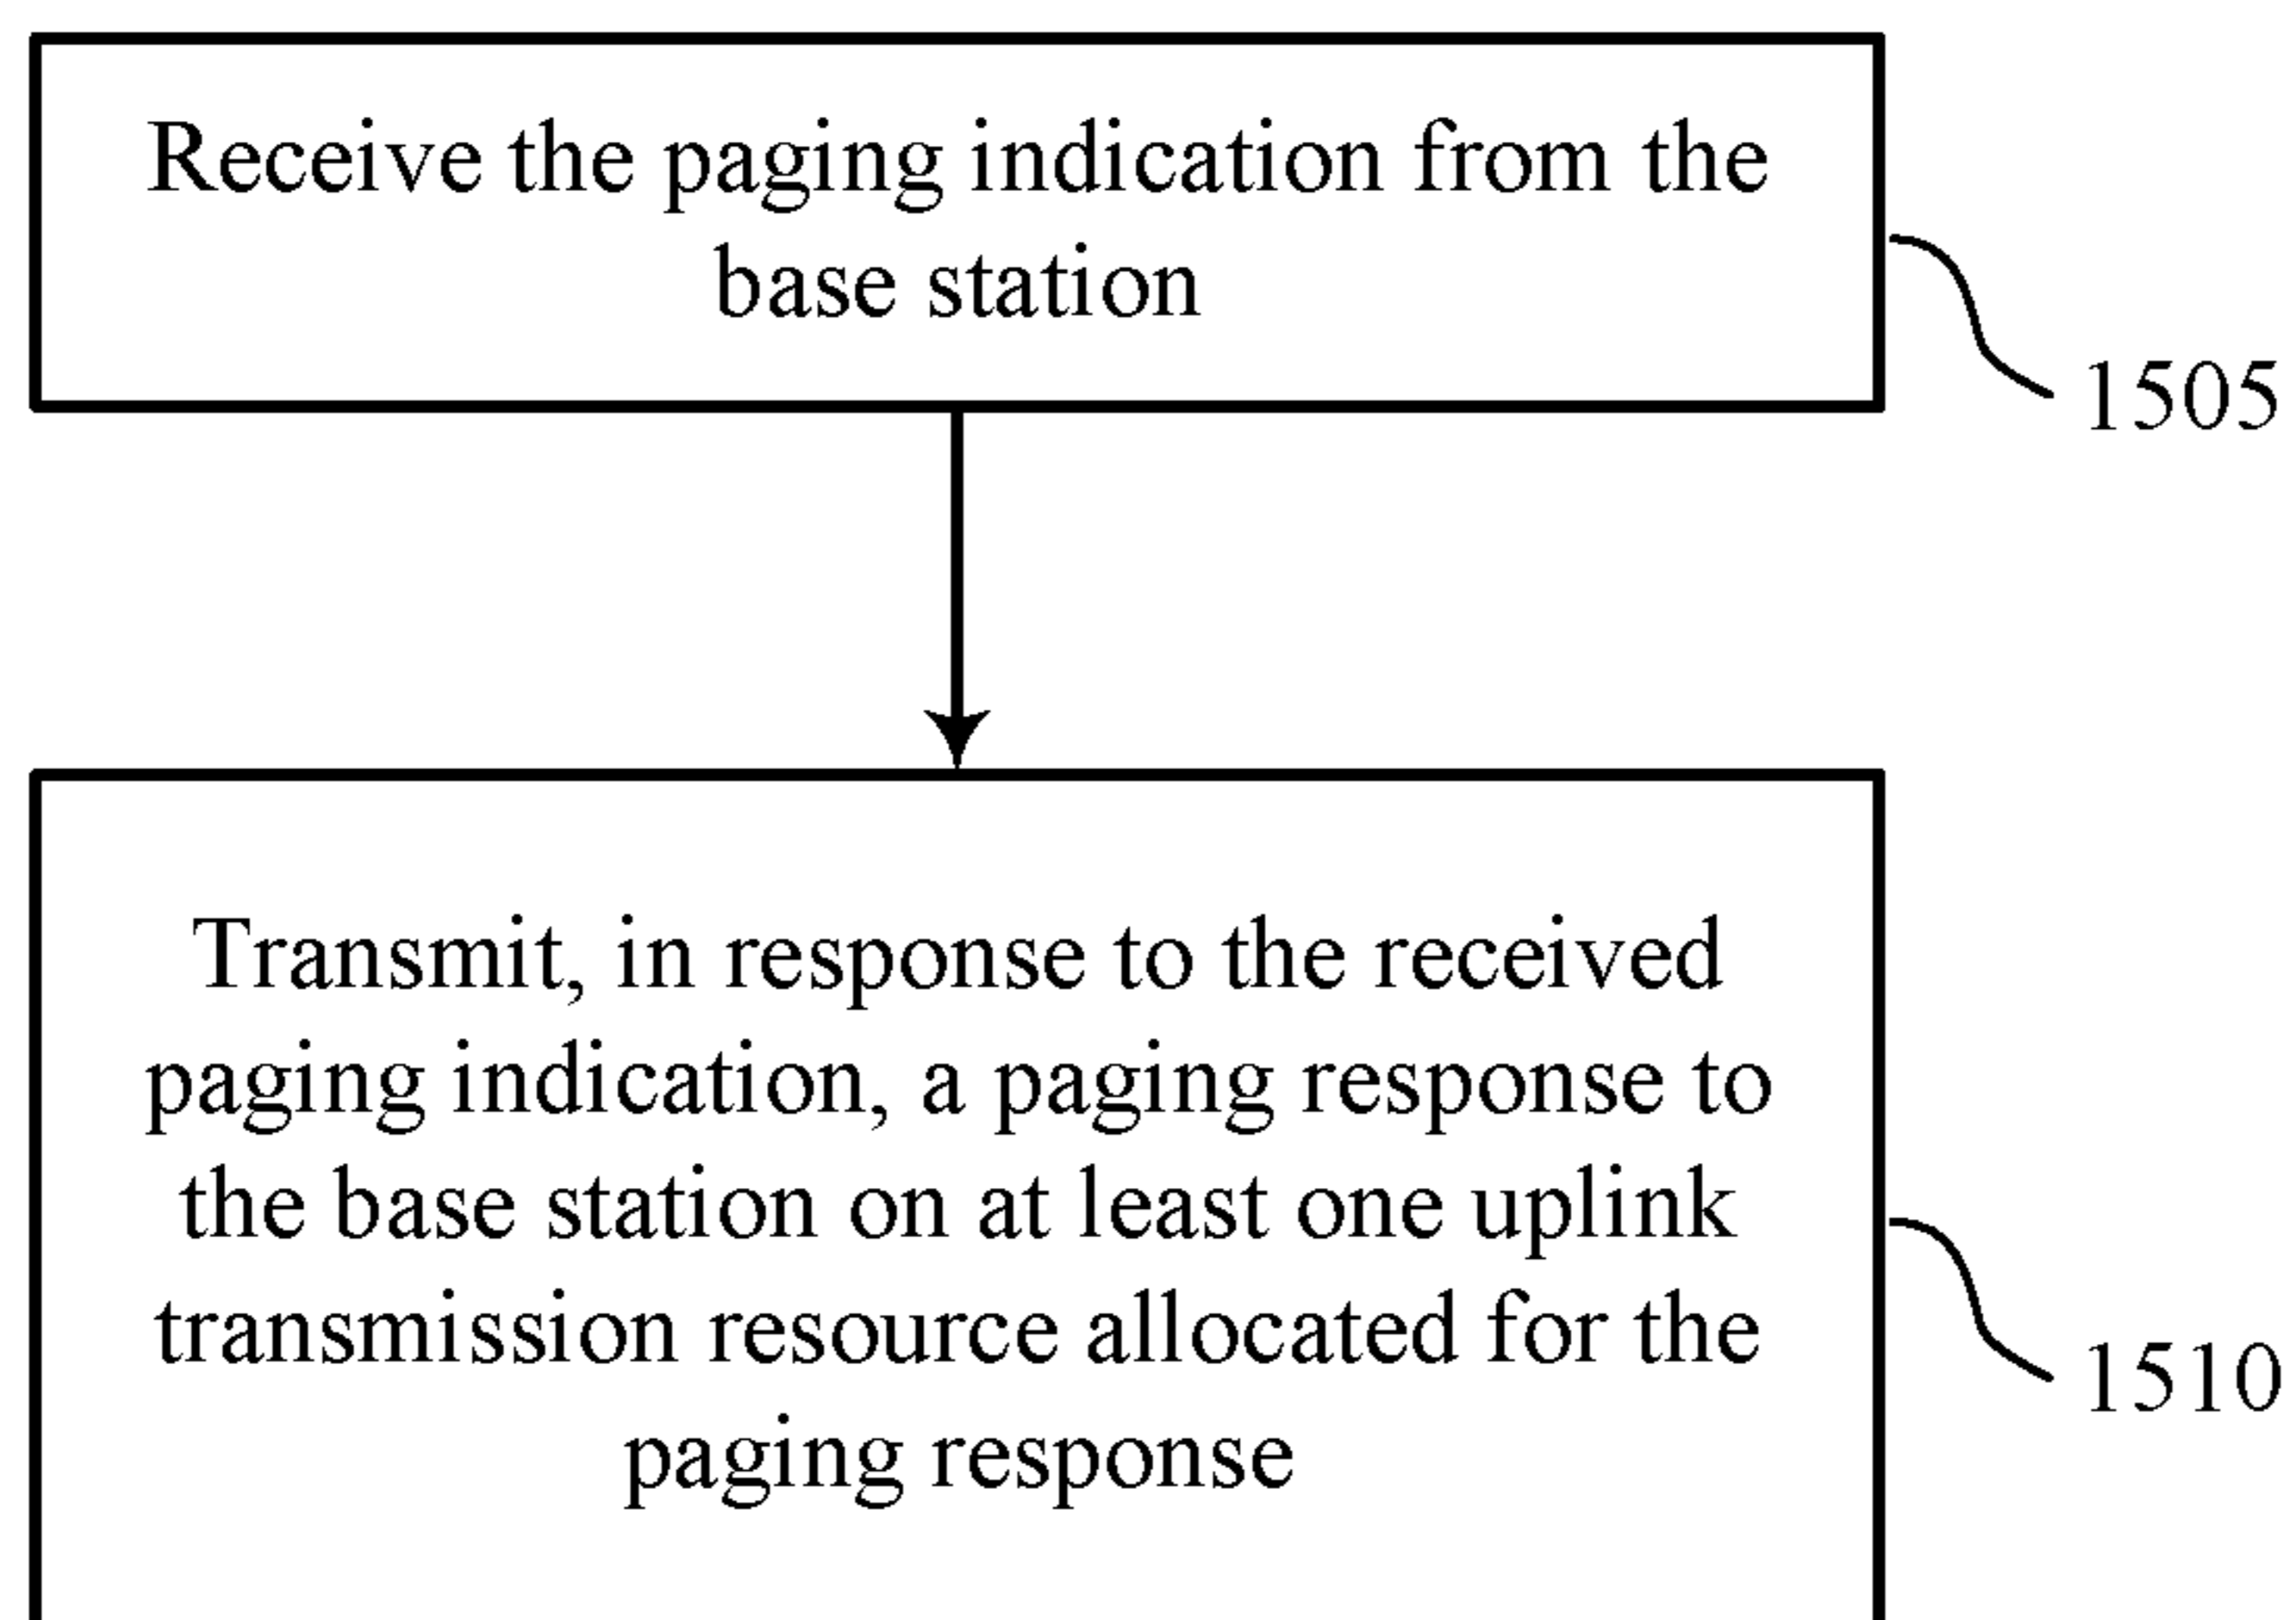 Receive the paging indication from the
base station
1505
Transmit, in response to the received
paging indication, a paging response to
the base station on at least one uplink
transmission resource allocated for the
paging response
1510